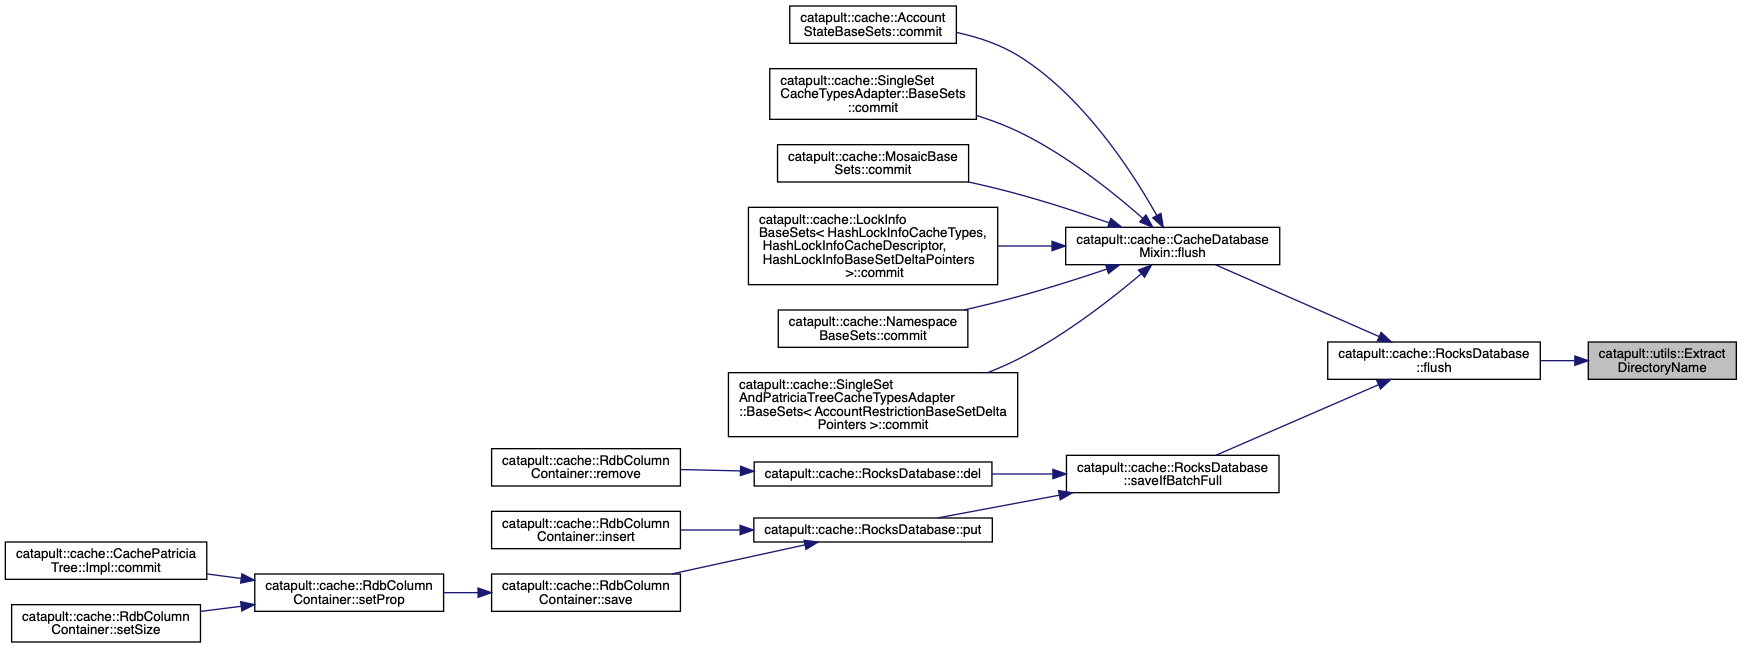 catapult::cache::Account
StateBaseSets::commit
catapult::cache::SingleSet
CacheTypesAdapter::BaseSets
::commit
catapult::cache::MosaicBase
Sets::commit
catapult::cache::LockInfo
BaseSets< HashLockInfoCacheTypes,
HashLockInfoCacheDescriptor,
HashLockInfoBaseSetDeltaPointers
>::commit
catapult::cache::CacheDatabase
Mixin::flush
catapult::cache::Namespace
BaseSets::commit
catapult::cache::RocksDatabase
::flush
catapult::utils::Extract
DirectoryName
catapult::cache::SingleSet
AndPatriciaTreeCacheTypesAdapter
::BaseSets< AccountRestrictionBaseSetDelta
Pointers >::commit
catapult::cache::RdbColumn
Container::remove
catapult::cache::RocksDatabase::del
catapult::cache::RocksDatabase
::saveIfBatchFull
catapult::cache::RdbColumn
Container::insert
catapult::cache::RocksDatabase::put
catapult::cache::CachePatricia
Tree::Impl::commit
catapult::cache::RdbColumn
Container::setProp
catapult::cache::RdbColumn
Container::save
catapult::cache::RdbColumn
Container::setSize